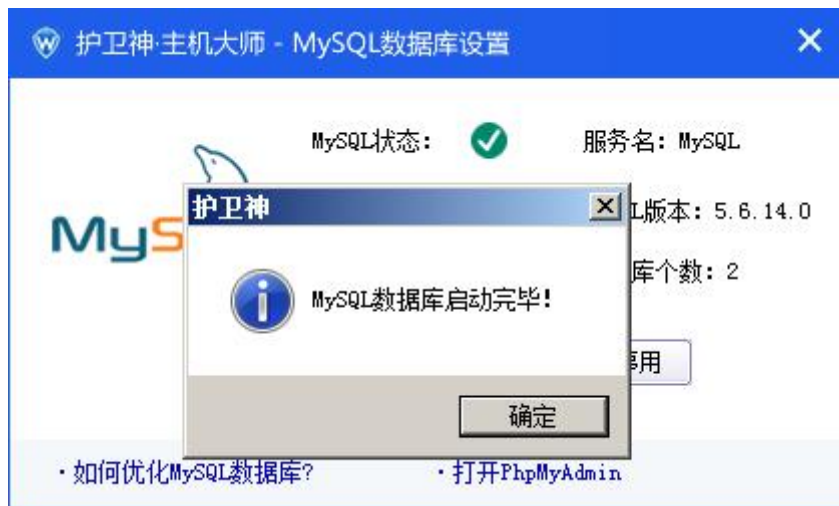 护卫神·主机大师 - MySQL数据库设置
MySQL状态:
服务名: MySQL
护卫神
MyS
L版本: 5.6.14.0
库个数: 2
MySQL数据库启动完毕!
用
确定
·如何优化MySQL数据库?
·打开PhpMyAdmin